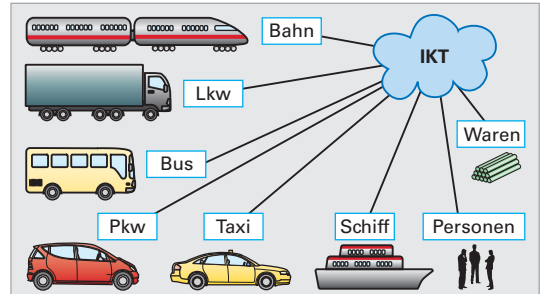 Bahn
IKT
Lkw
Waren
Bus
Pkw
Taxi
Schiff
Personen